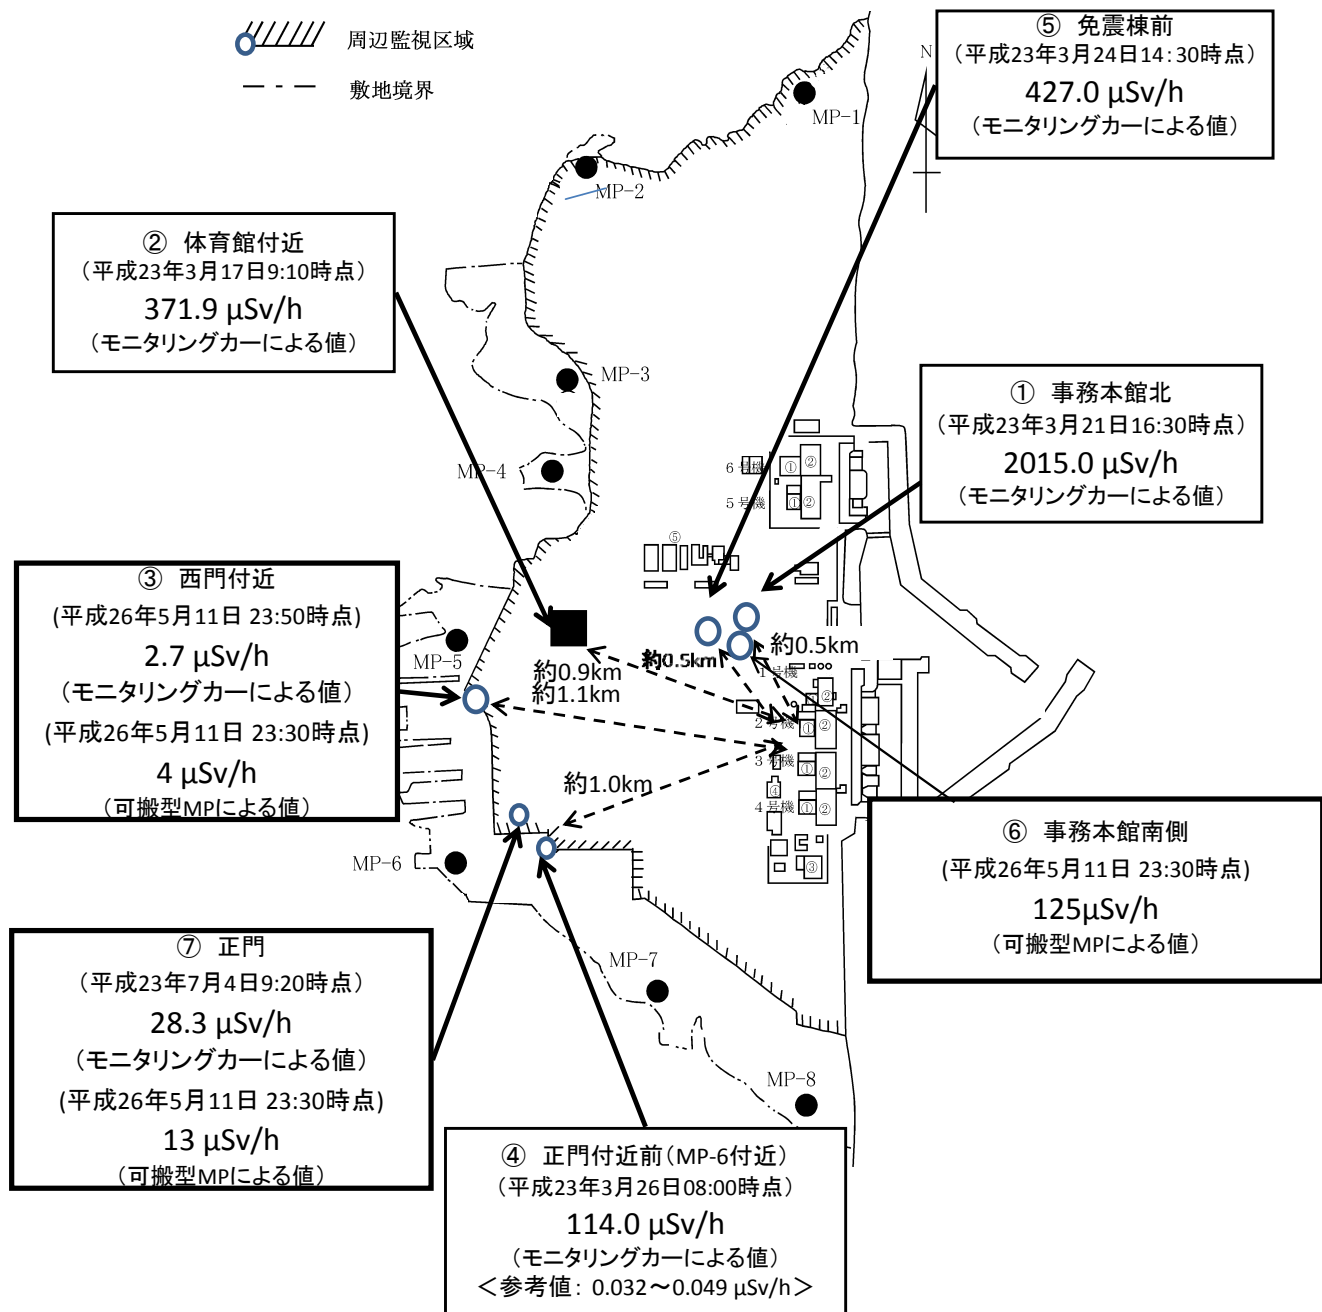 周辺監視区域
敷地境界
⑤ 免震棟前
(平成23年3月24日14:30時点)
427.0 μSv/h
(モニタリングカーによる値)
N
MP-1
MP-2
② 体育館付近
(平成23年3月17日9:10時点)
371.9 μSv/h
(モニタリングカーによる値)
MP-3
① 事務本館北
(平成23年3月21日16:30時点)
2015.0 μSv/h
(モニタリングカーによる値)
MP-4
6号機
① ②
5号機
① ②
⑤
③ 西門付近
(平成26年5月11日 23:50時点)
2.7 μSv/h
(モニタリングカーによる値)
(平成26年5月11日 23:30時点)
4 μSv/h
(可搬型MPによる値)
MP-5
約0.9km
約1.1km
約0.5km
約0.5km
1号機
②
2号機
① ②
3号機
① ②
④
4号機
① ②
③
約1.0km
MP-6
⑥ 事務本館南側
(平成26年5月11日 23:30時点)
125μSv/h
(可搬型MPによる値)
⑦ 正門
(平成23年7月4日9:20時点)
28.3 μSv/h
(モニタリングカーによる値)
(平成26年5月11日 23:30時点)
13 μSv/h
(可搬型MPによる値)
MP-7
MP-8
④ 正門付近前(MP-6付近)
(平成23年3月26日08:00時点)
114.0 μSv/h
(モニタリングカーによる値)
<参考値: 0.032~0.049 μSv/h>